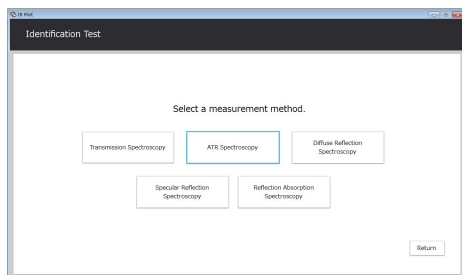 IR Pilot
Identification Test
Select a measurement method.
Transmission Spectroscopy
ATR Spectroscopy
Diffuse Reflection
Spectroscopy
Specular Reflection
Spectroscopy
Reflection Absorption
Spectroscopy
Return